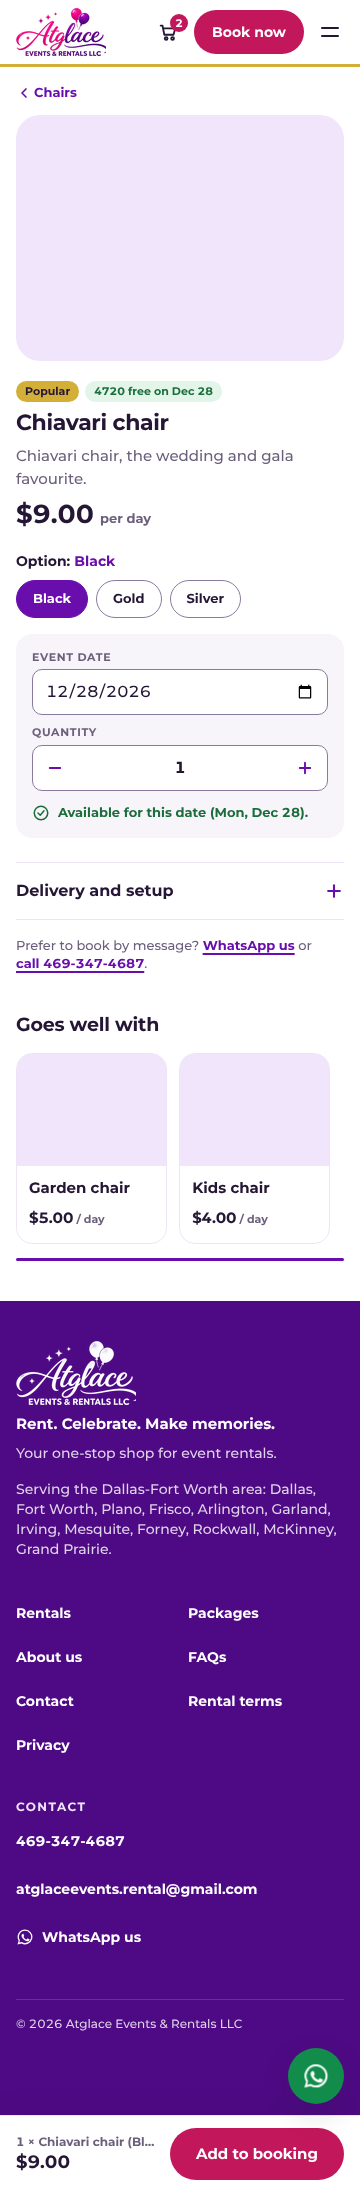 Atglace
EVENTS & RENTALS LLC
2
Book now
Chairs
Popular
4720 free on Dec 28
Chiavari chair
Chiavari chair, the wedding and gala
favourite.
$9.00 per day
Option: Black
Black
Gold
Silver
EVENT DATE
12/28/2026
QUANTITY
− 1 +
Available for this date (Mon, Dec 28).
Delivery and setup +
Prefer to book by message? WhatsApp us or
call 469-347-4687.
Goes well with
Garden chair
$5.00 / day
Kids chair
$4.00 / day
Atglace
EVENTS & RENTALS LLC
Rent. Celebrate. Make memories.
Your one-stop shop for event rentals.
Serving the Dallas-Fort Worth area: Dallas,
Fort Worth, Plano, Frisco, Arlington, Garland,
Irving, Mesquite, Forney, Rockwall, McKinney,
Grand Prairie.
Rentals
Packages
About us
FAQs
Contact
Rental terms
Privacy
CONTACT
469-347-4687
atglaceevents.rental@gmail.com
WhatsApp us
© 2026 Atglace Events & Rentals LLC
1 × Chiavari chair (Bl...
$9.00
Add to booking